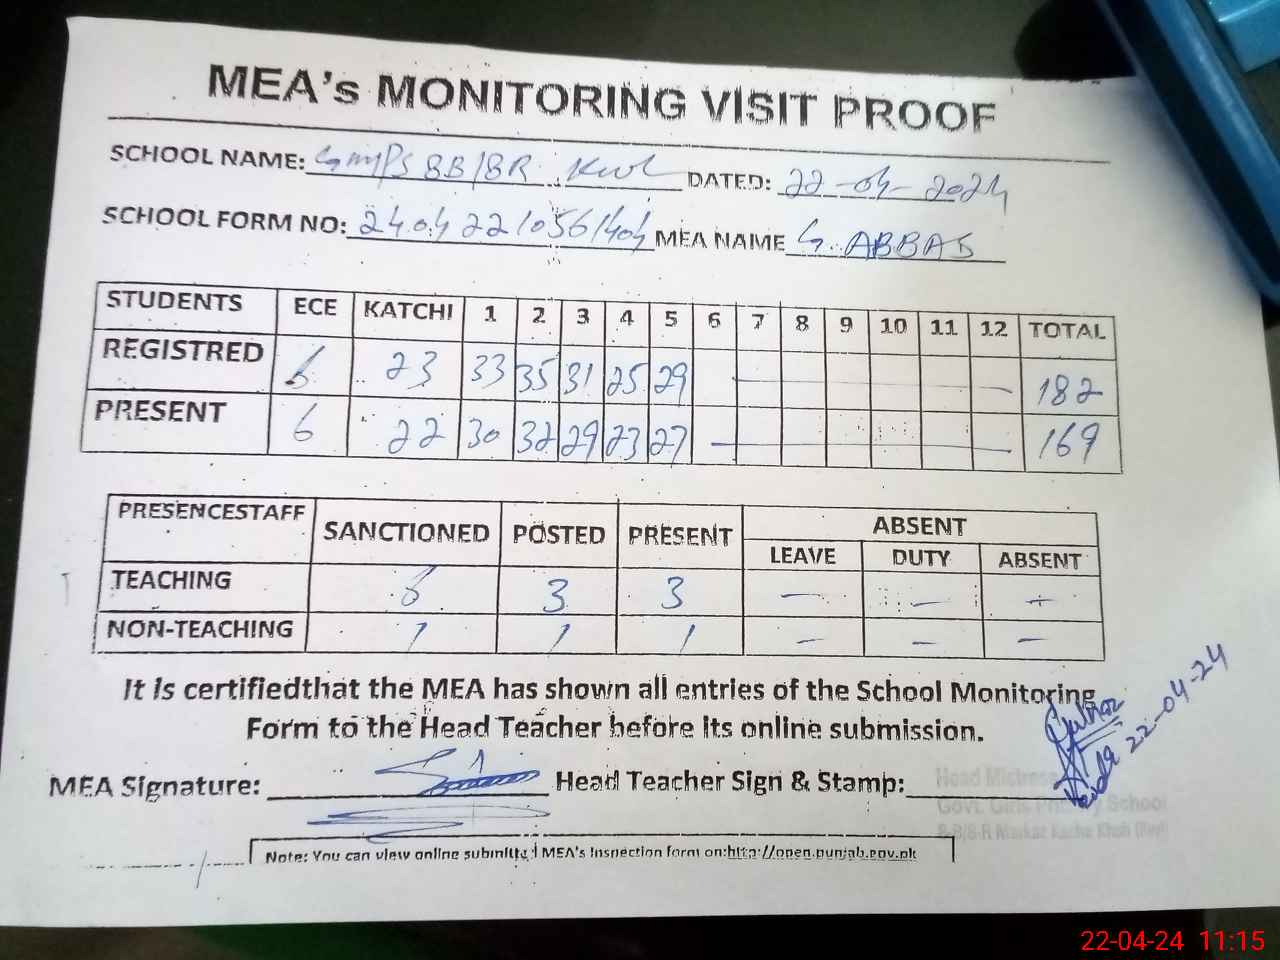 MEA's MONITORING VISIT PROOF
SCHOOL NAME: GMPS 8B/8R, Kwl DATED: 22-04-2024
SCHOOL FORM NO: 24042210561404 MEA NAME G. ABBAS
STUDENTS ECE KATCHI 1 2 3 4 5 6 7 8 9 10 11 12 TOTAL
REGISTRED 6 23 33 35 31 25 29 182
PRESENT 6 22 30 32 29 23 27 169
PRESENCESTAFF SANCTIONED POSTED PRESENT ABSENT
LEAVE DUTY ABSENT
TEACHING 6 3 3 - - -
NON-TEACHING 1 1 1 - - -
It is certifiedthat the MEA has shown all entries of the School Monitoring
Form to the Head Teacher before its online submission.
22-04-24
MEA Signature: Head Teacher Sign & Stamp:
Head Mistress
Govt. Girls Primary School
8-B/8-R Markaz Kacha Khuh (Kwl)
Note: You can view online submitted MEA's inspection form on:http://open.punjab.gov.pk
22-04-24 11:15